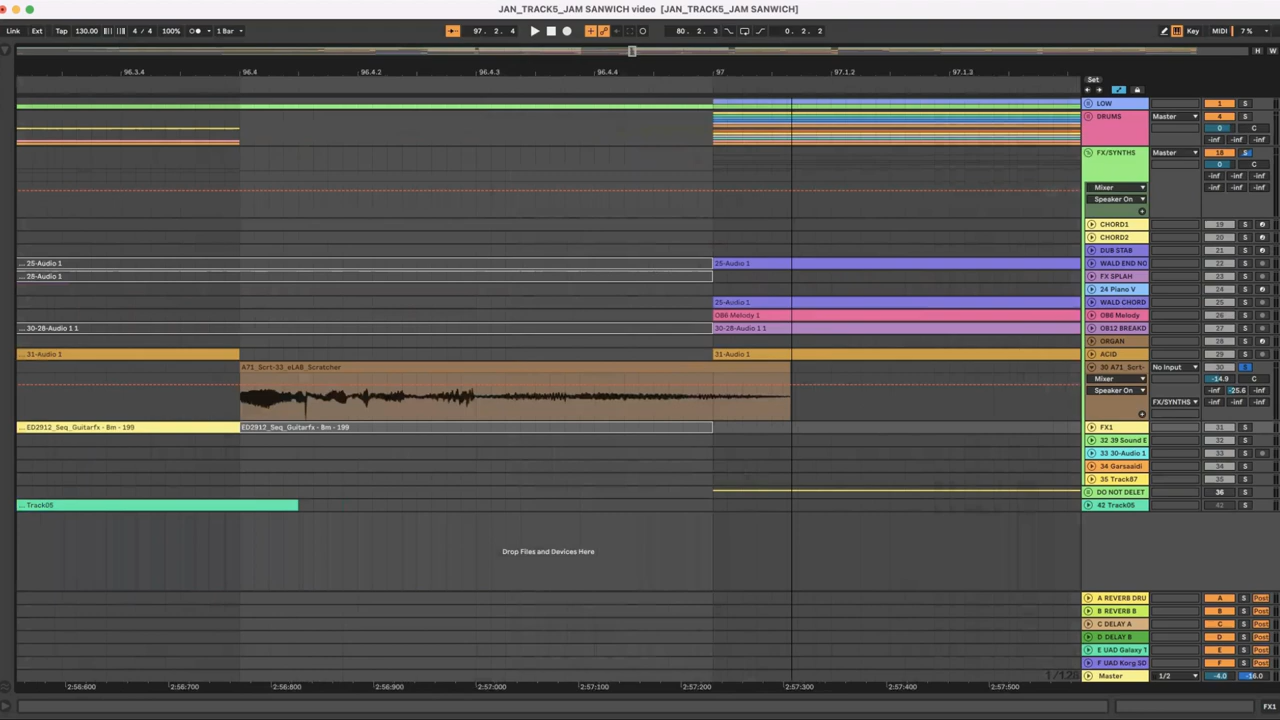 JAN_TRACK5_JAM SANWICH video [JAN_TRACK5_JAM SANWICH]
Link Ext Tap 130.00 4 / 4 100% 1 Bar 97. 2. 4 80. 2. 3 0. 2. 2 Key MIDI 7 %
H W
96.3.4 96.4 96.4.2 96.4.3 96.4.4 97 97.1.2 97.1.3
Set
LOW 1 S
DRUMS Master 4 S
0 C
-inf -inf -inf
FX/SYNTHS Master 18 S
0 C
-inf -inf -inf
Mixer
Speaker On -inf -inf -inf
CHORD1 19 S
CHORD2 20 S
DUB STAB 21 S
... 25-Audio 1 25-Audio 1 WALD END NO 22 S
... 28-Audio 1 FX SPLAH 23 S
24 Piano V 24 S
25-Audio 1 WALD CHORD 25 S
OB6 Melody 1 OB6 Melody 26 S
... 30-28-Audio 1 1 30-28-Audio 1 1 OB12 BREAKD 27 S
ORGAN 28 S
... 31-Audio 1 31-Audio 1 ACID 29 S
A71_Scrt-33_eLAB_Scratcher 30 A71_Scrt- No Input 30 S
Mixer -14.9 C
Speaker On -inf -25.6 -inf
FX/SYNTHS -inf -inf -inf
... ED2912_Seq_Guitarfx - Bm - 199 ED2912_Seq_Guitarfx - Bm - 199 FX1 31 S
32 39 Sound E 32 S
33 30-Audio 1 33 S
34 Garsaaidi 34 S
35 Track87 35 S
DO NOT DELET 36 S
... Track05 42 Track05 42 S
Drop Files and Devices Here
A REVERB DRU A S Post
B REVERB B B S Post
C DELAY A C S Post
D DELAY B D S Post
E UAD Galaxy T E S Post
F UAD Korg SD F S Post
1/128 Master 1/2 -4.0 -16.0
2:56:600 2:56:700 2:56:800 2:56:900 2:57:000 2:57:100 2:57:200 2:57:300 2:57:400 2:57:500
FX1